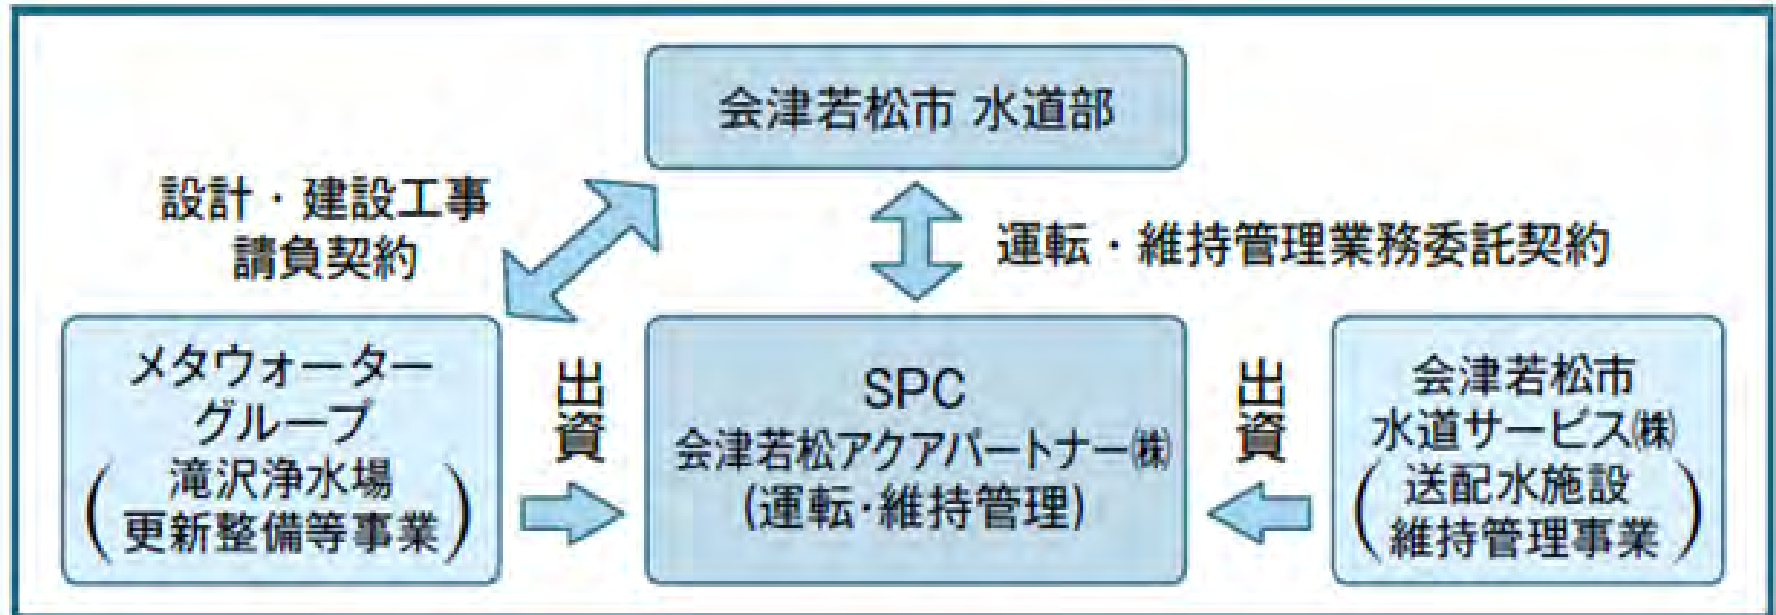 会津若松市 水道部
設計・建設工事
請負契約
運転・維持管理業務委託契約
メタウォーター
グループ
(滝沢浄水場
更新整備等事業)
出資
SPC
会津若松アクアパートナー㈱
(運転・維持管理)
出資
会津若松市
水道サービス㈱
(送配水施設
維持管理事業)